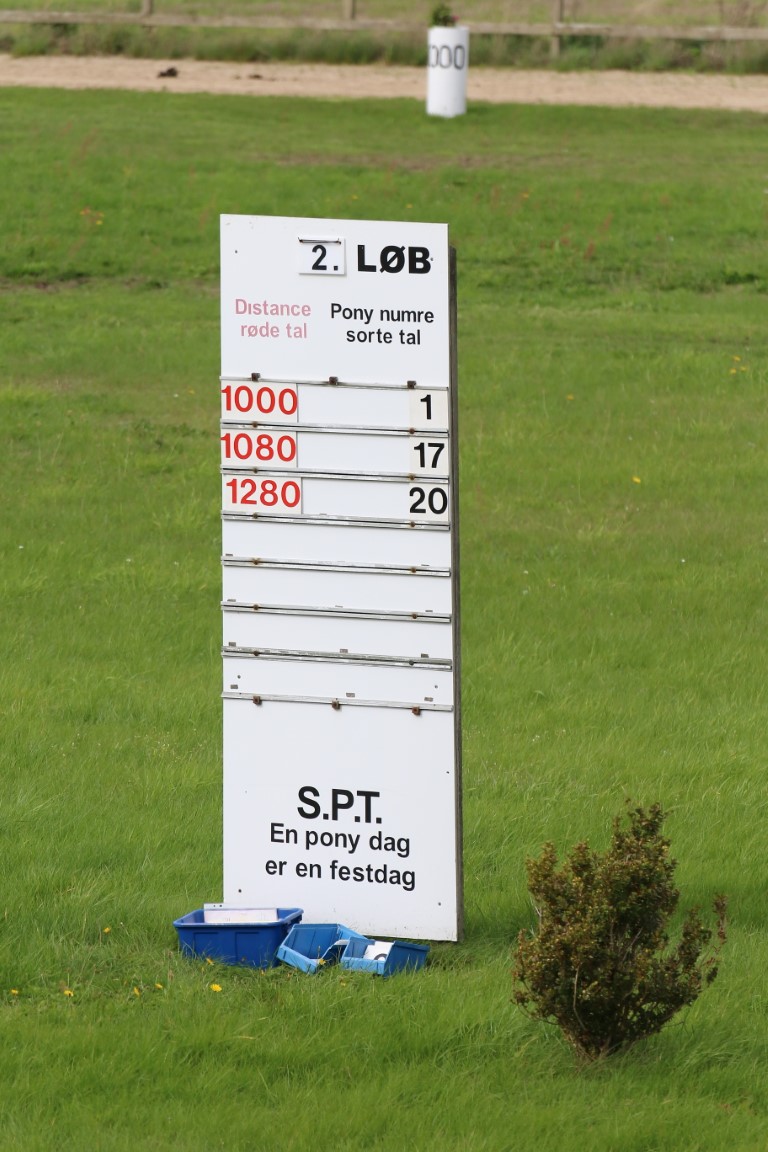 000
2. LØB
Distance Pony numre
røde tal sorte tal
1000 1
1080 17
1280 20
S.P.T.
En pony dag
er en festdag